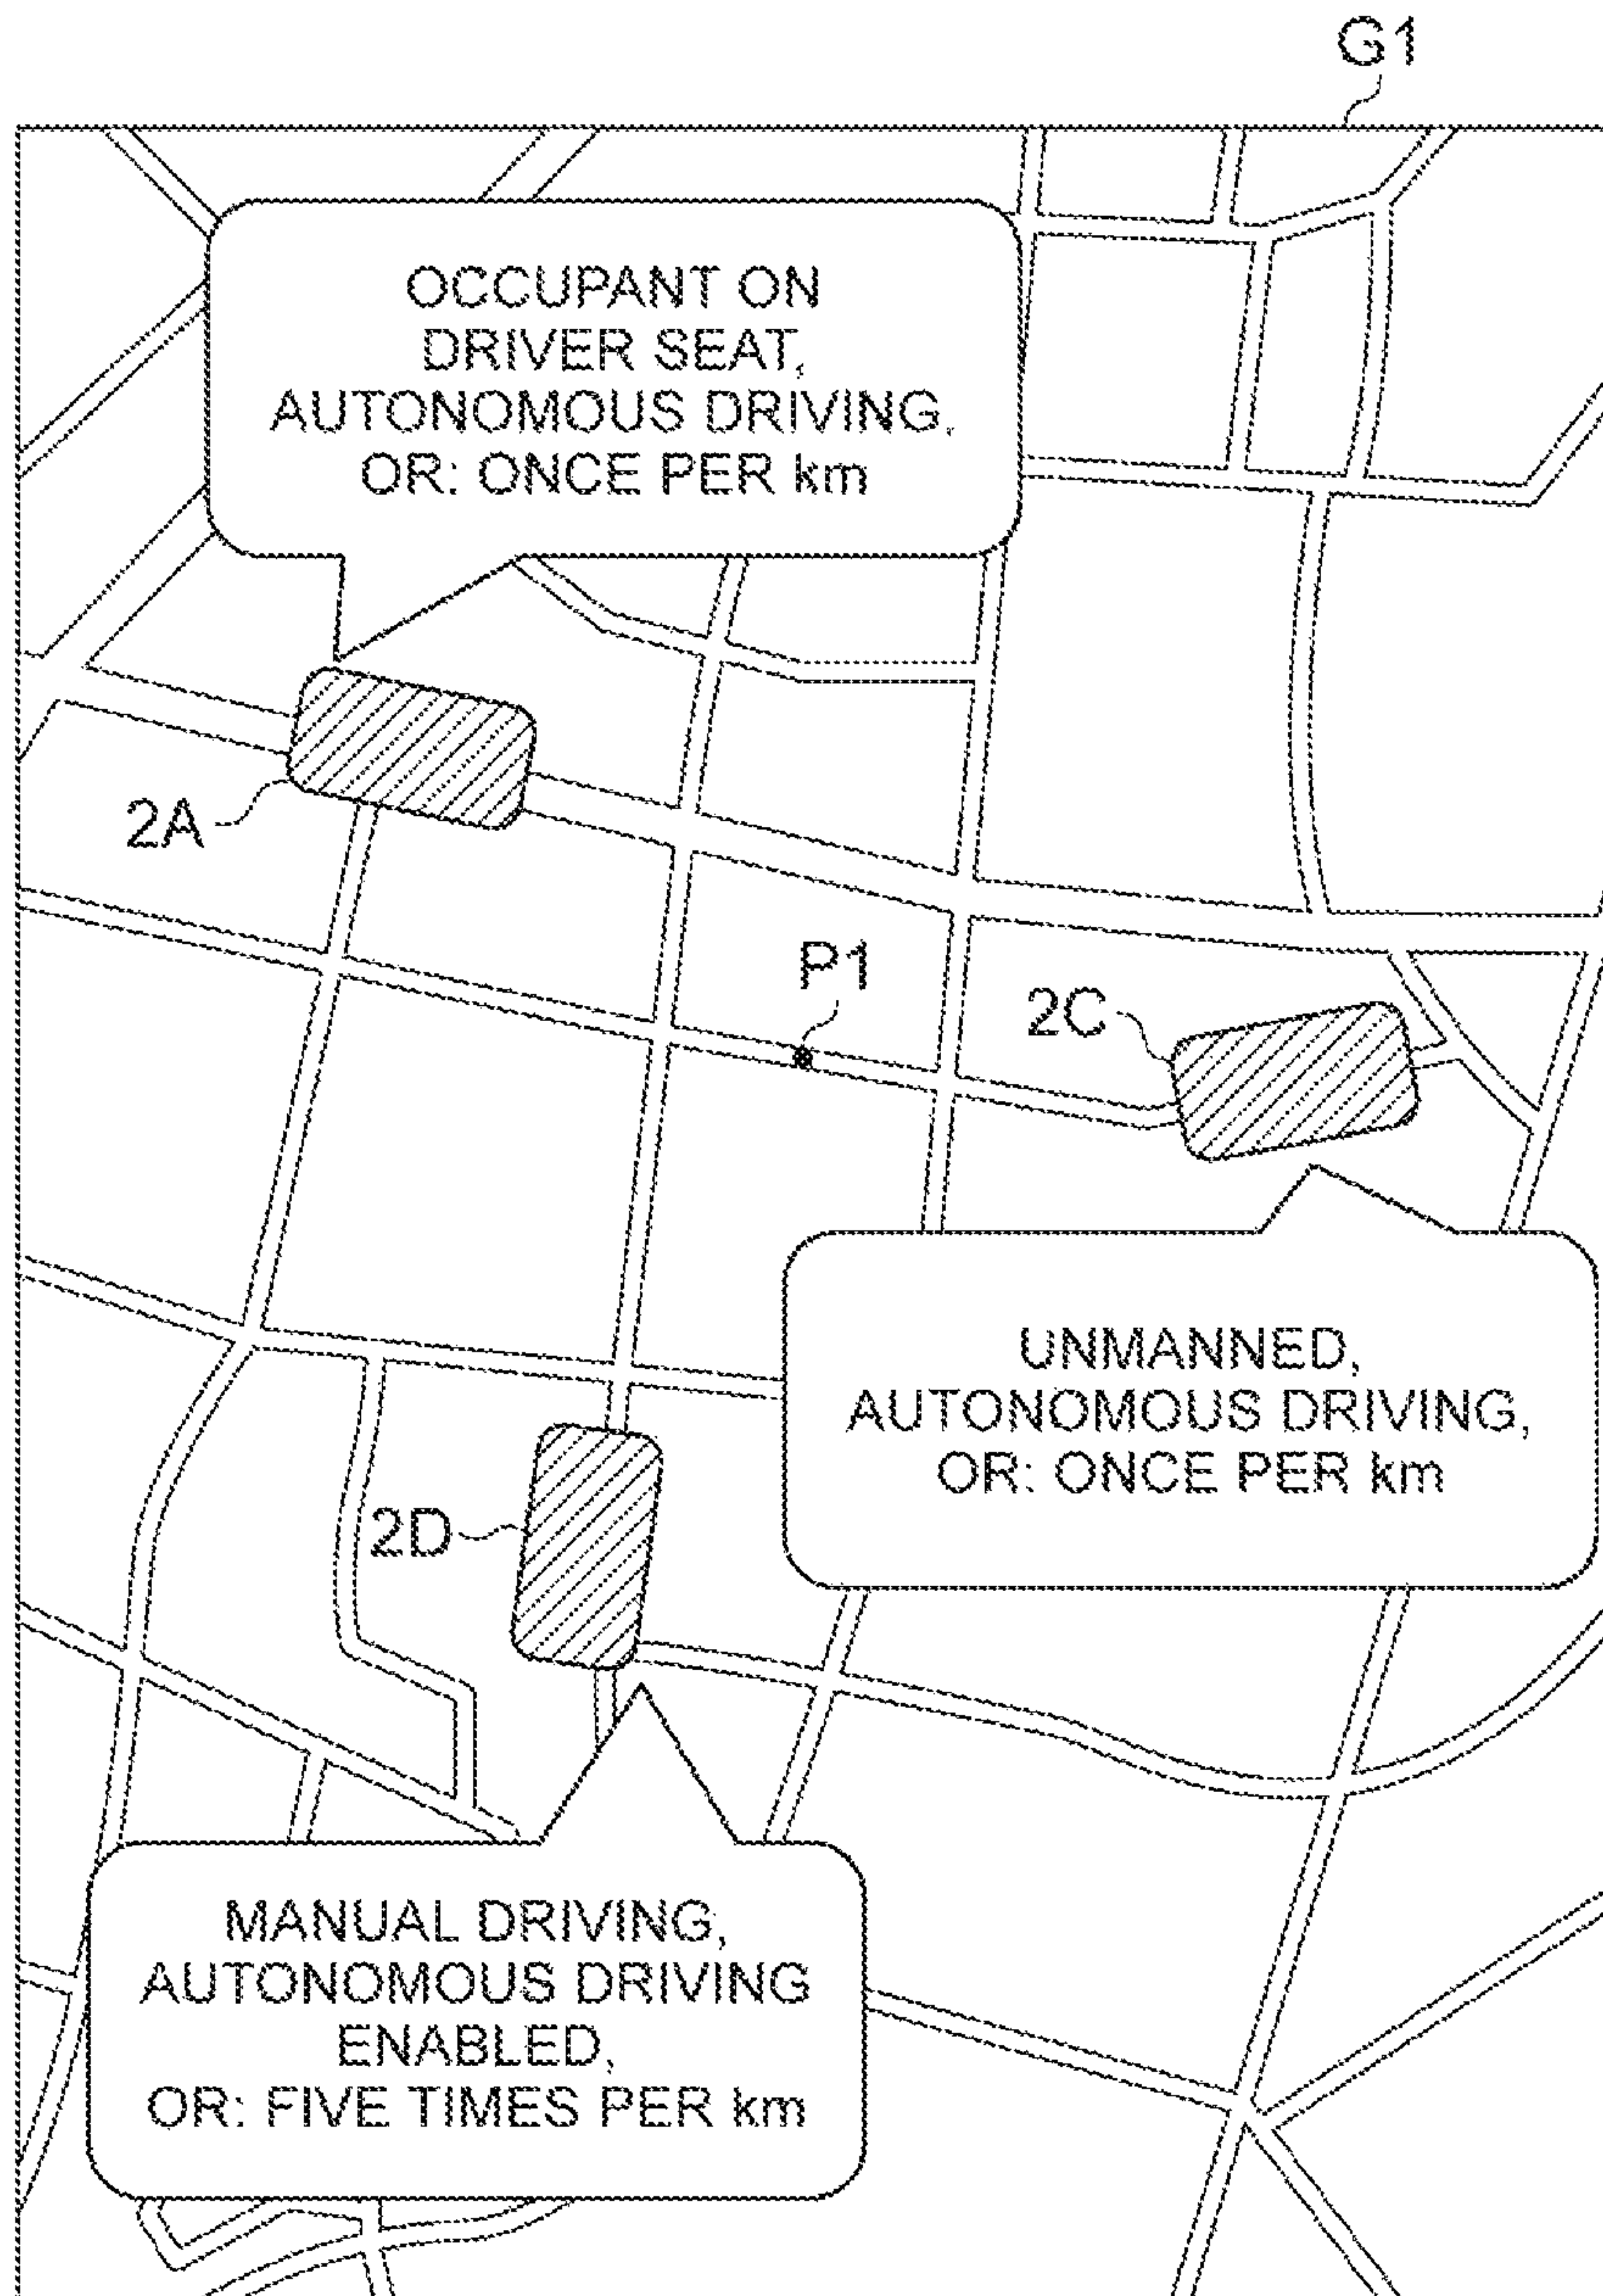 G1
OCCUPANT ON
DRIVER SEAT,
AUTONOMOUS DRIVING,
OR: ONCE PER km
2A
P1
2C
UNMANNED,
AUTONOMOUS DRIVING,
OR: ONCE PER km
2D
MANUAL DRIVING,
AUTONOMOUS DRIVING
ENABLED,
OR: FIVE TIMES PER km